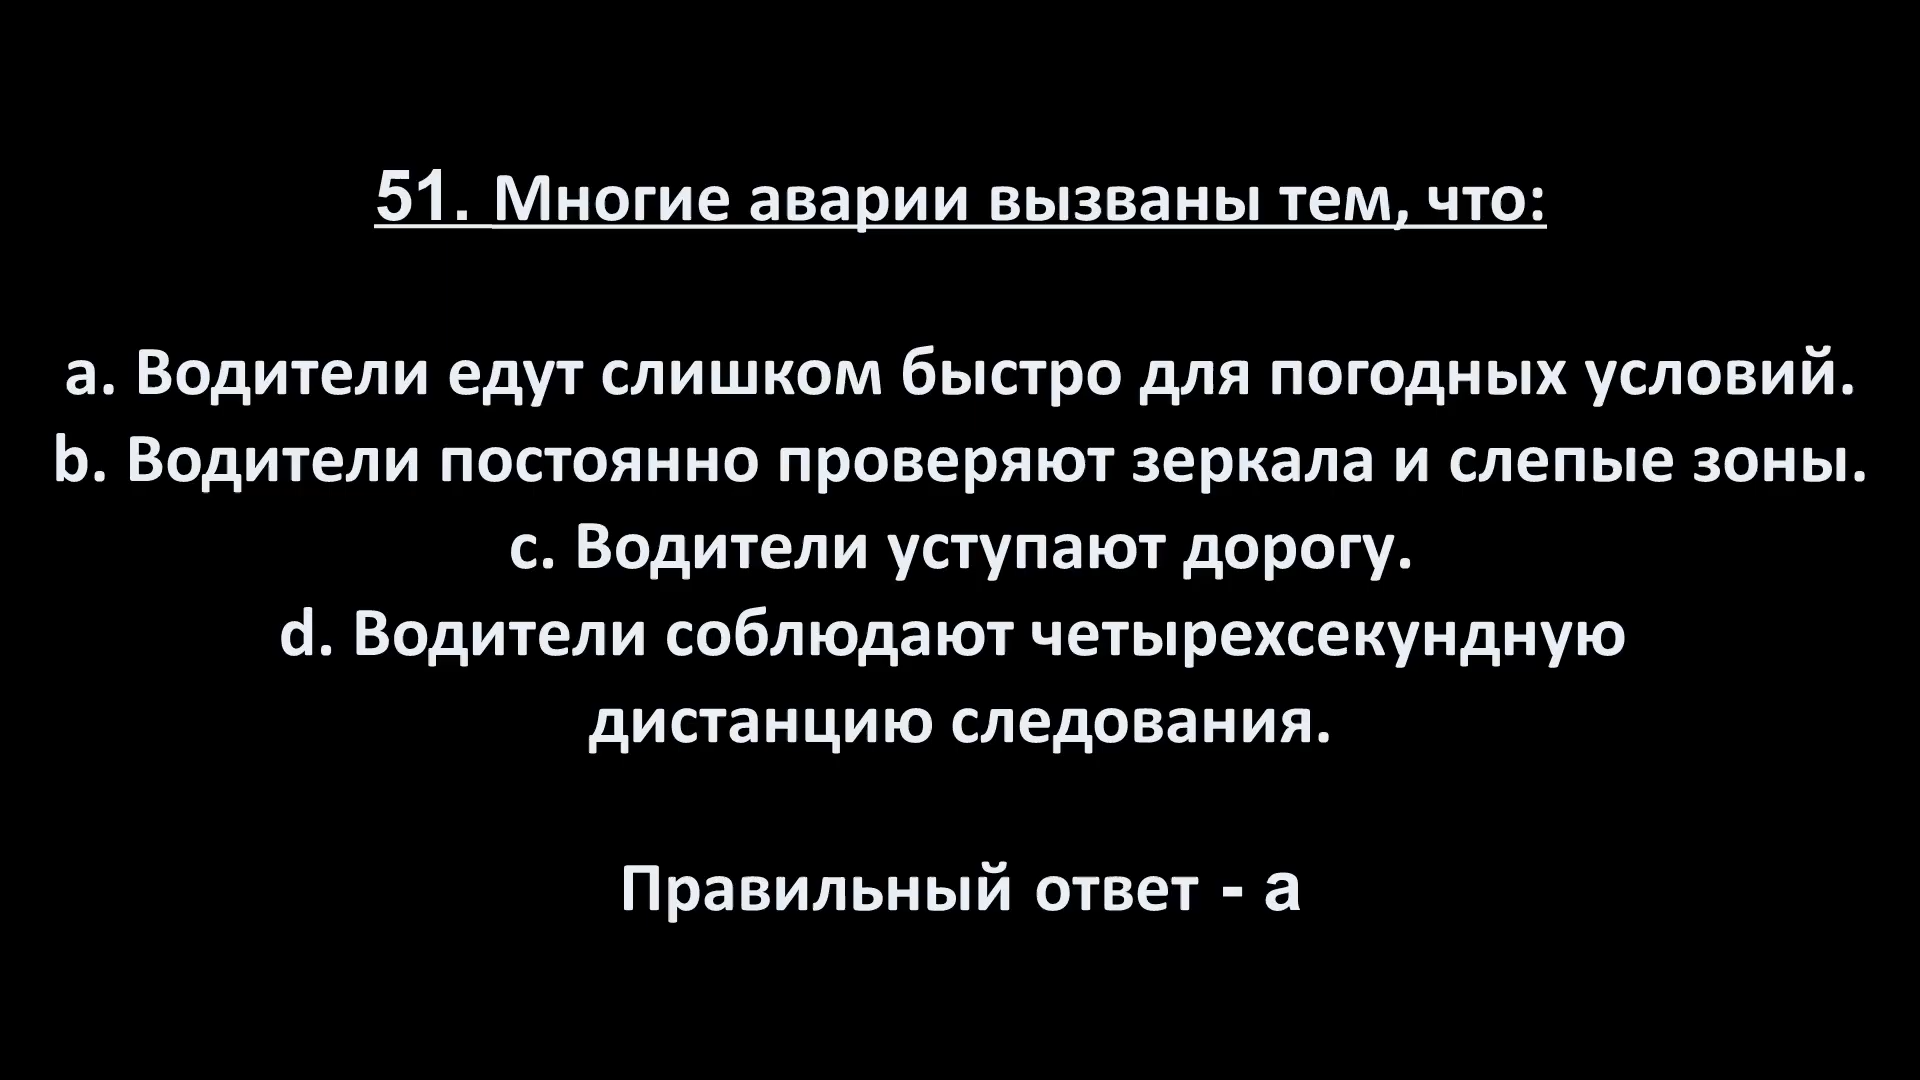 51. Многие аварии вызваны тем, что:
a. Водители едут слишком быстро для погодных условий.
b. Водители постоянно проверяют зеркала и слепые зоны.
c. Водители уступают дорогу.
d. Водители соблюдают четырехсекундную
дистанцию следования.
Правильный ответ - a